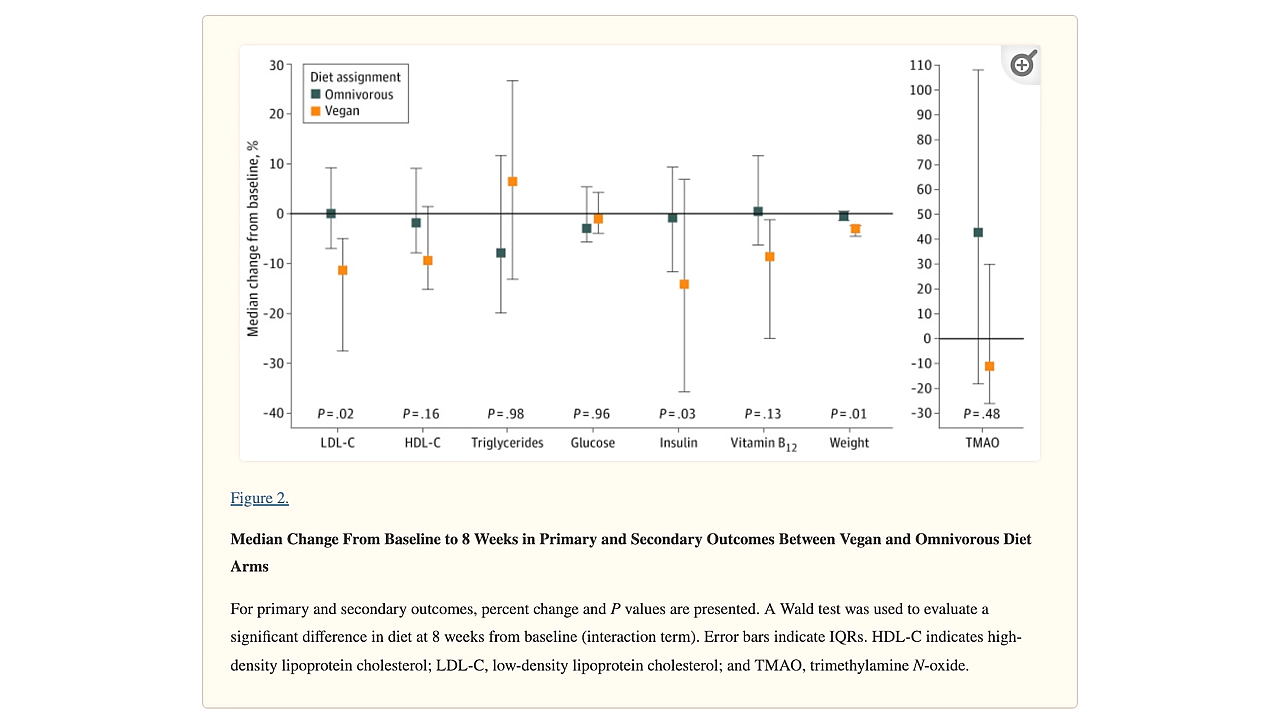 Diet assignment
Omnivorous
Vegan
Median change from baseline, %
30
20
10
0
-10
-20
-30
-40
P=.02
P=.16
P=.98
P=.96
P=.03
P=.13
P=.01
LDL-C
HDL-C
Triglycerides
Glucose
Insulin
Vitamin B12
Weight
110
100
90
80
70
60
50
40
30
20
10
0
-10
-20
-30
P=.48
TMAO
Figure 2.
Median Change From Baseline to 8 Weeks in Primary and Secondary Outcomes Between Vegan and Omnivorous Diet
Arms
For primary and secondary outcomes, percent change and P values are presented. A Wald test was used to evaluate a
significant difference in diet at 8 weeks from baseline (interaction term). Error bars indicate IQRs. HDL-C indicates high-
density lipoprotein cholesterol; LDL-C, low-density lipoprotein cholesterol; and TMAO, trimethylamine N-oxide.